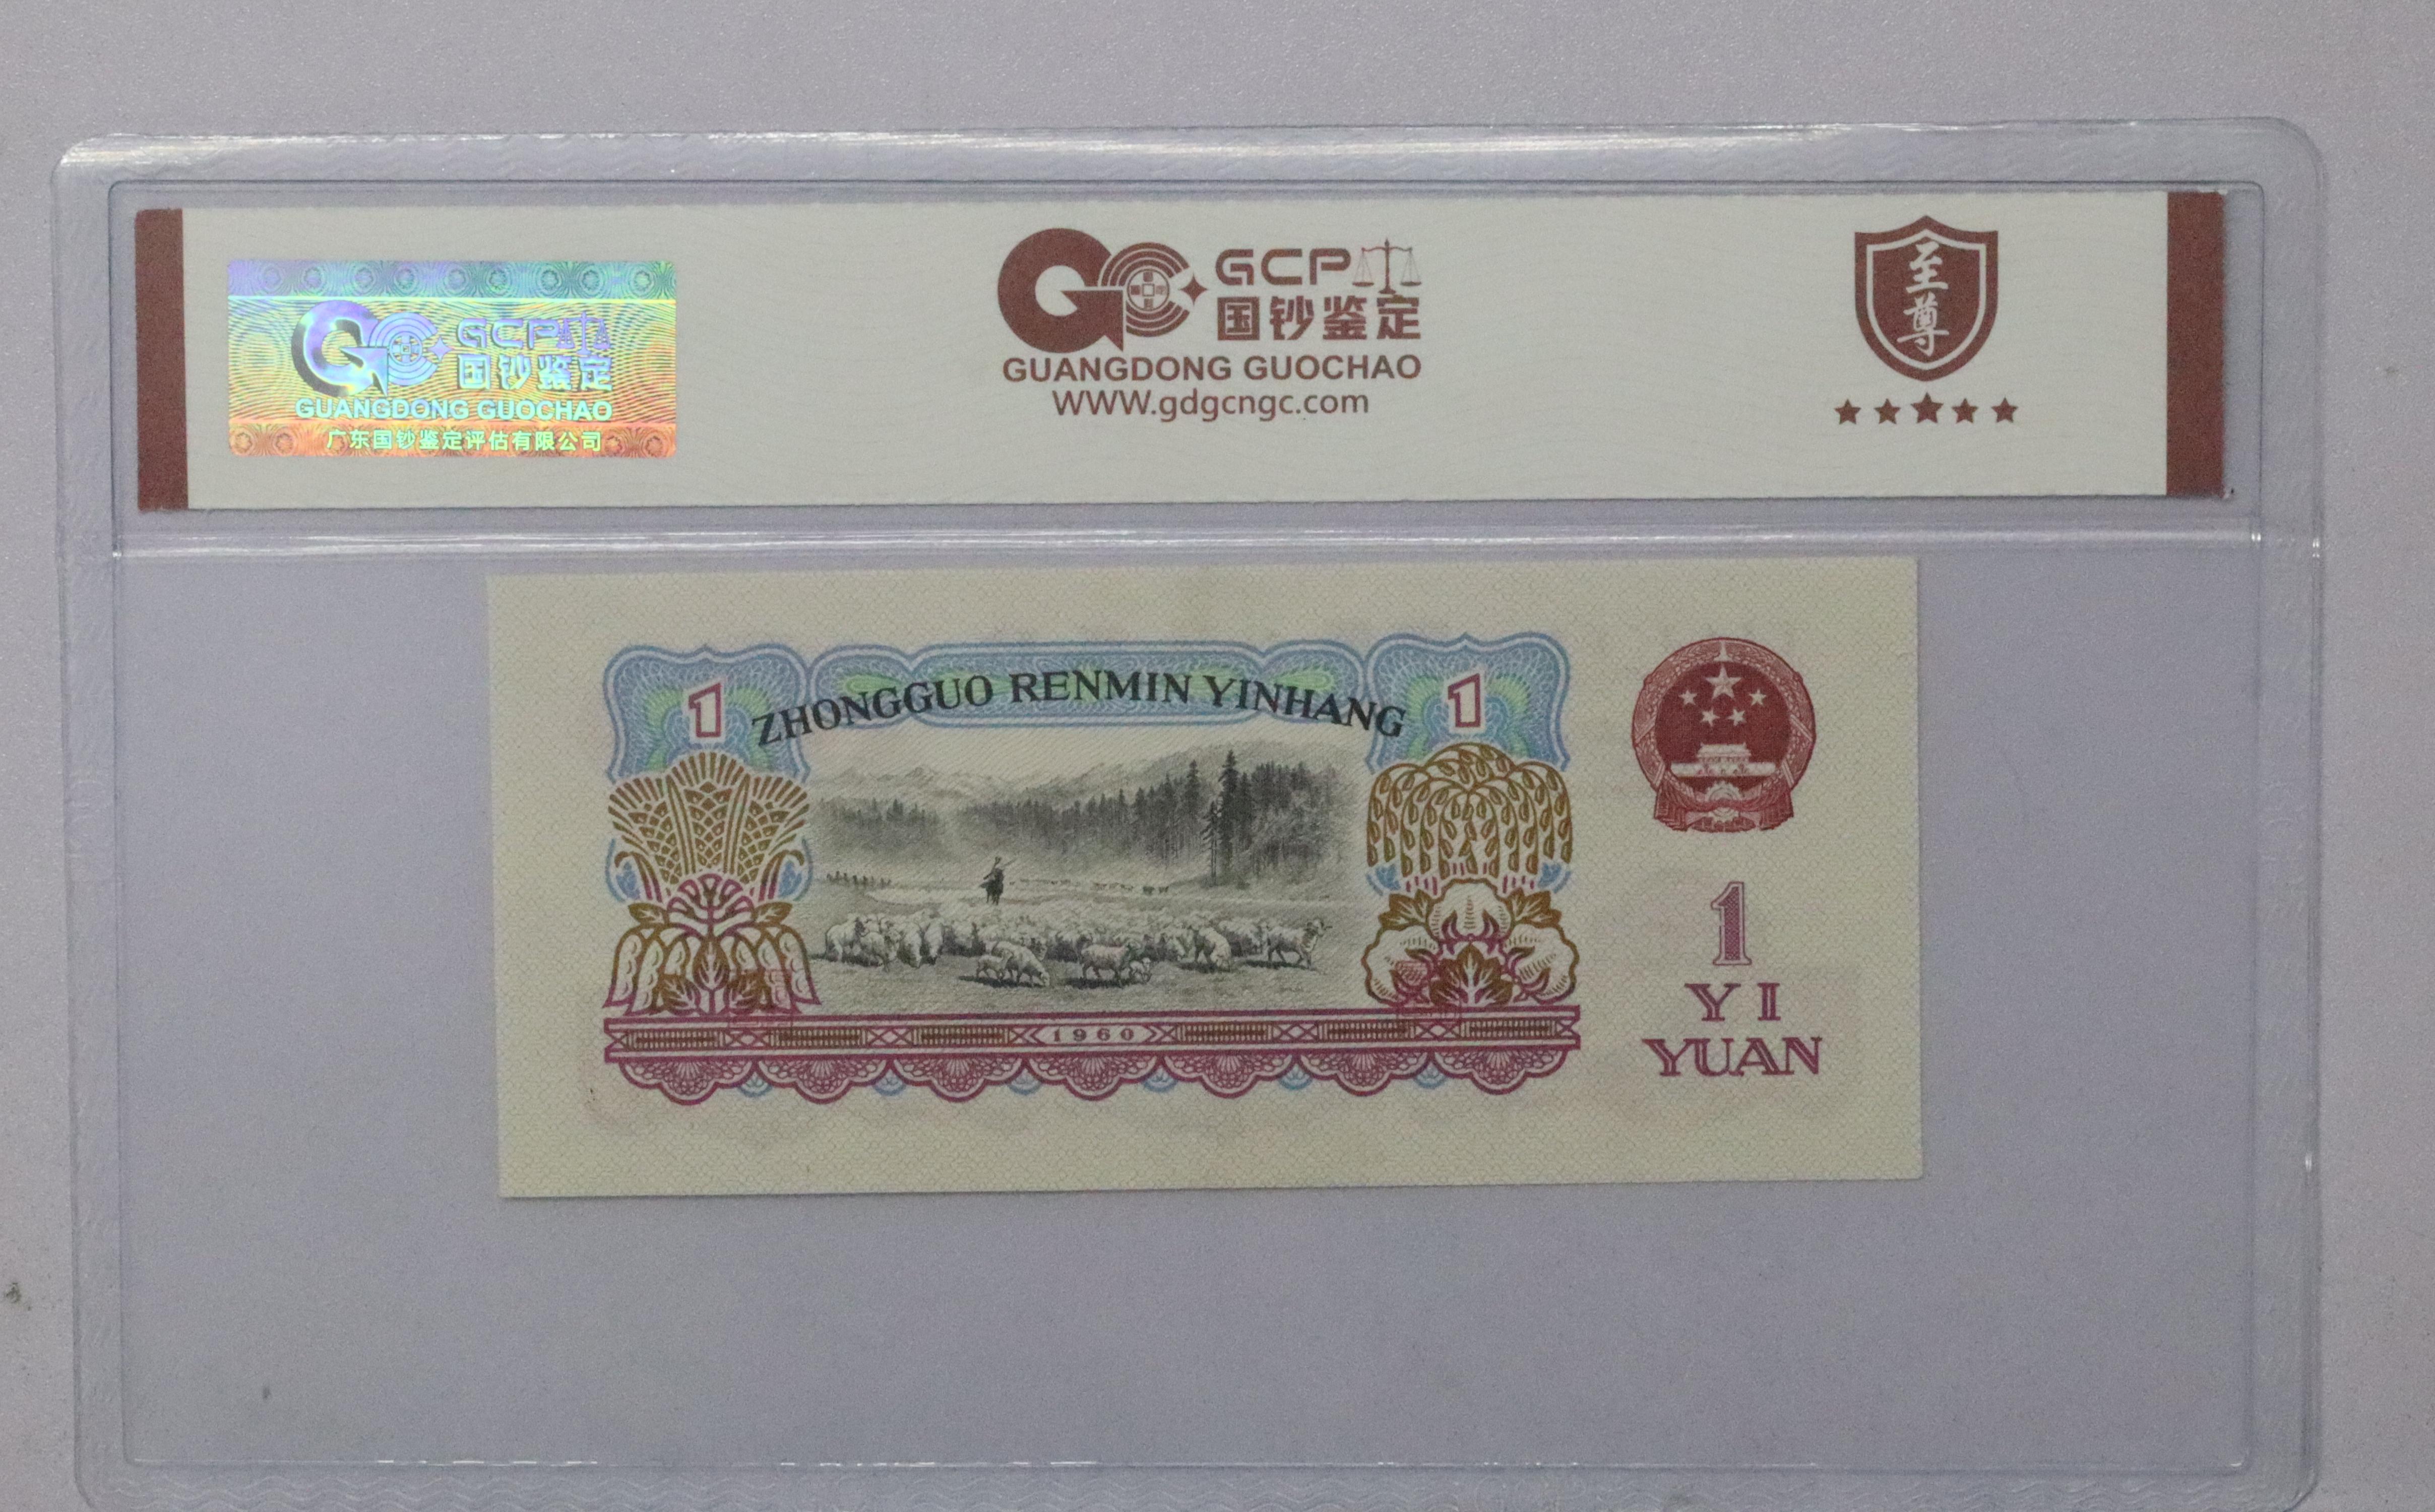 GCP
国钞鉴定
GUANGDONG GUOCHAO
广东国钞鉴定评估有限公司
GCP
国钞鉴定
GUANGDONG GUOCHAO
WWW.gdgcngc.com
至尊
1
ZHONGGUO RENMIN YINHANG
1
1960
1
YI
YUAN